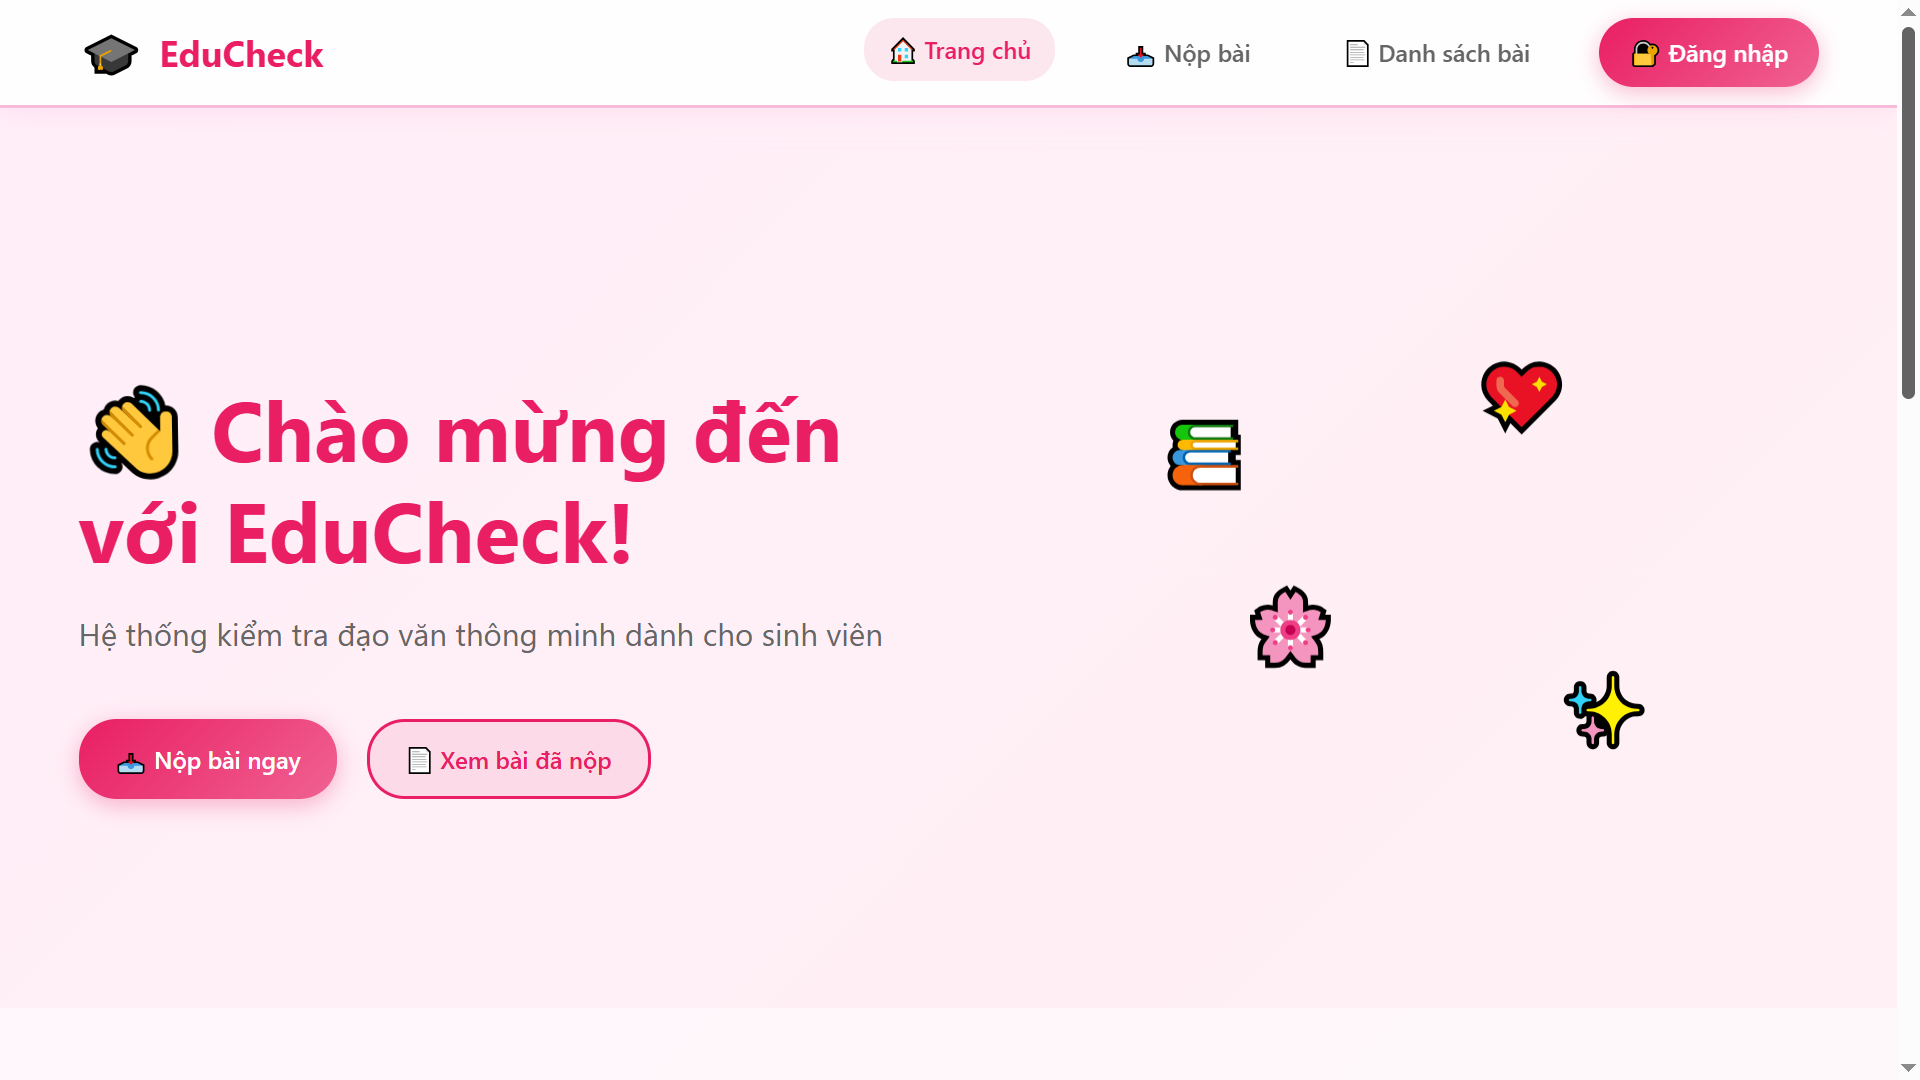 EduCheck
Trang chủ
Nộp bài
Danh sách bài
Đăng nhập
Chào mừng đến
với EduCheck!
Hệ thống kiểm tra đạo văn thông minh dành cho sinh viên
Nộp bài ngay
Xem bài đã nộp